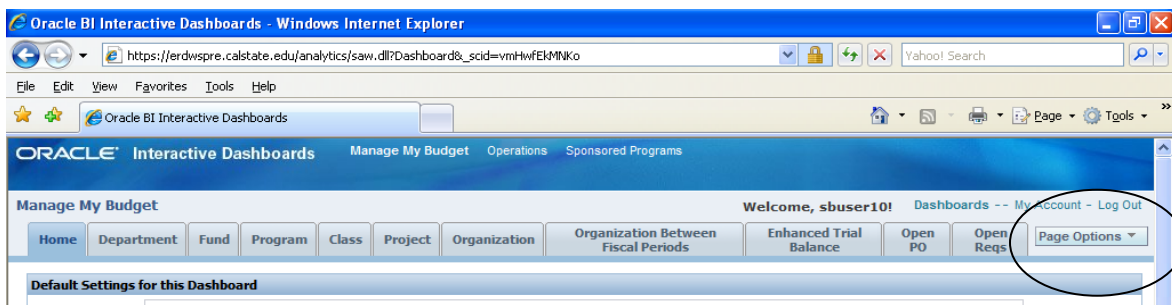 Oracle BI Interactive Dashboards - Windows Internet Explorer
https://erdwspre.calstate.edu/analytics/saw.dll?Dashboard&_scid=vmHwfEkMNKo
Yahoo! Search
File Edit View Favorites Tools Help
Oracle BI Interactive Dashboards
Page Tools »
ORACLE® Interactive Dashboards Manage My Budget Operations Sponsored Programs
Manage My Budget Welcome, sbuser10! Dashboards -- My Account - Log Out
Home Department Fund Program Class Project Organization Organization Between Fiscal Periods Enhanced Trial Balance Open PO Open Reqs Page Options
Default Settings for this Dashboard